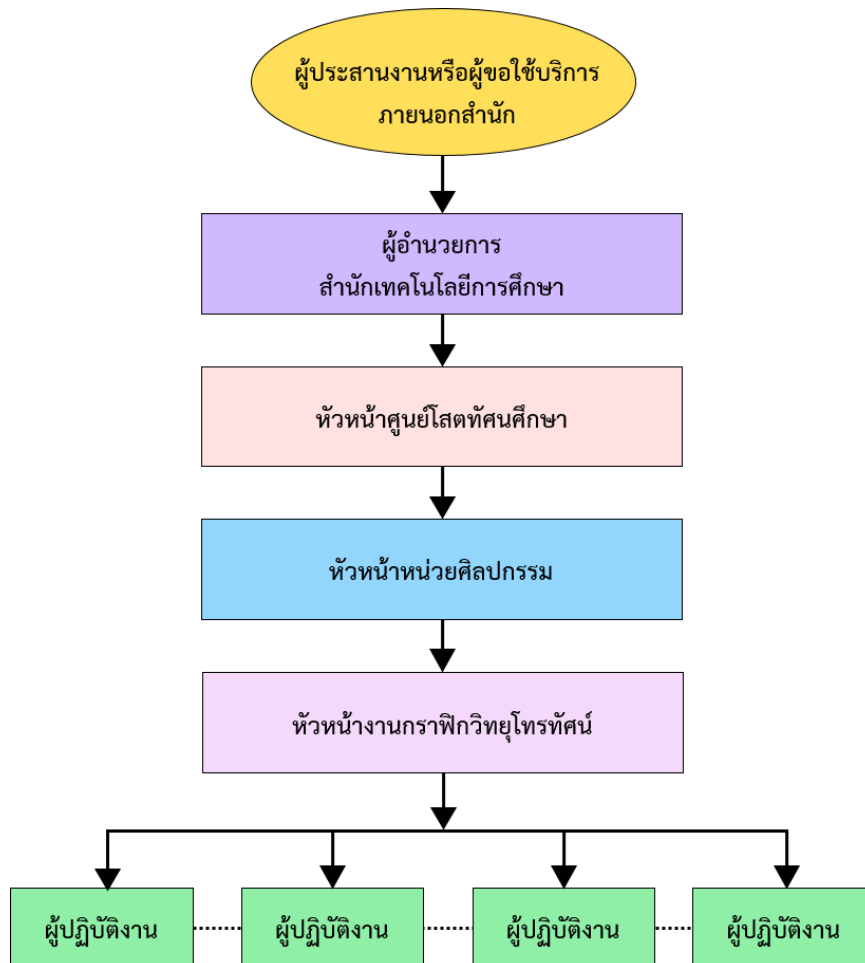 ผู้ประสานงานหรือผู้ขอใช้บริการ
ภายนอกสำนัก
ผู้อำนวยการ
สำนักเทคโนโลยีการศึกษา
หัวหน้าศูนย์โสตทัศนศึกษา
หัวหน้าหน่วยศิลปกรรม
หัวหน้างานกราฟิกวิทยุโทรทัศน์
ผู้ปฏิบัติงาน ผู้ปฏิบัติงาน ผู้ปฏิบัติงาน ผู้ปฏิบัติงาน